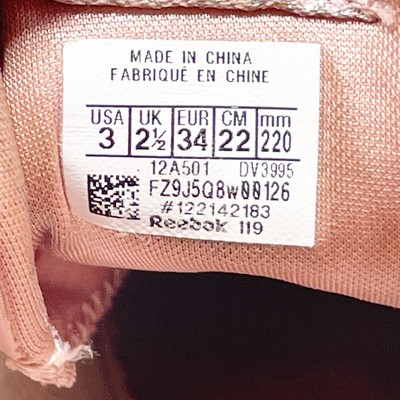 MADE IN CHINA
FABRIQUÉ EN CHINE
USA UK EUR CM mm
3 2½ 34 22 220
12A501 DV3995
FZ9J5Q8W00126
#122142183
Reebok 119